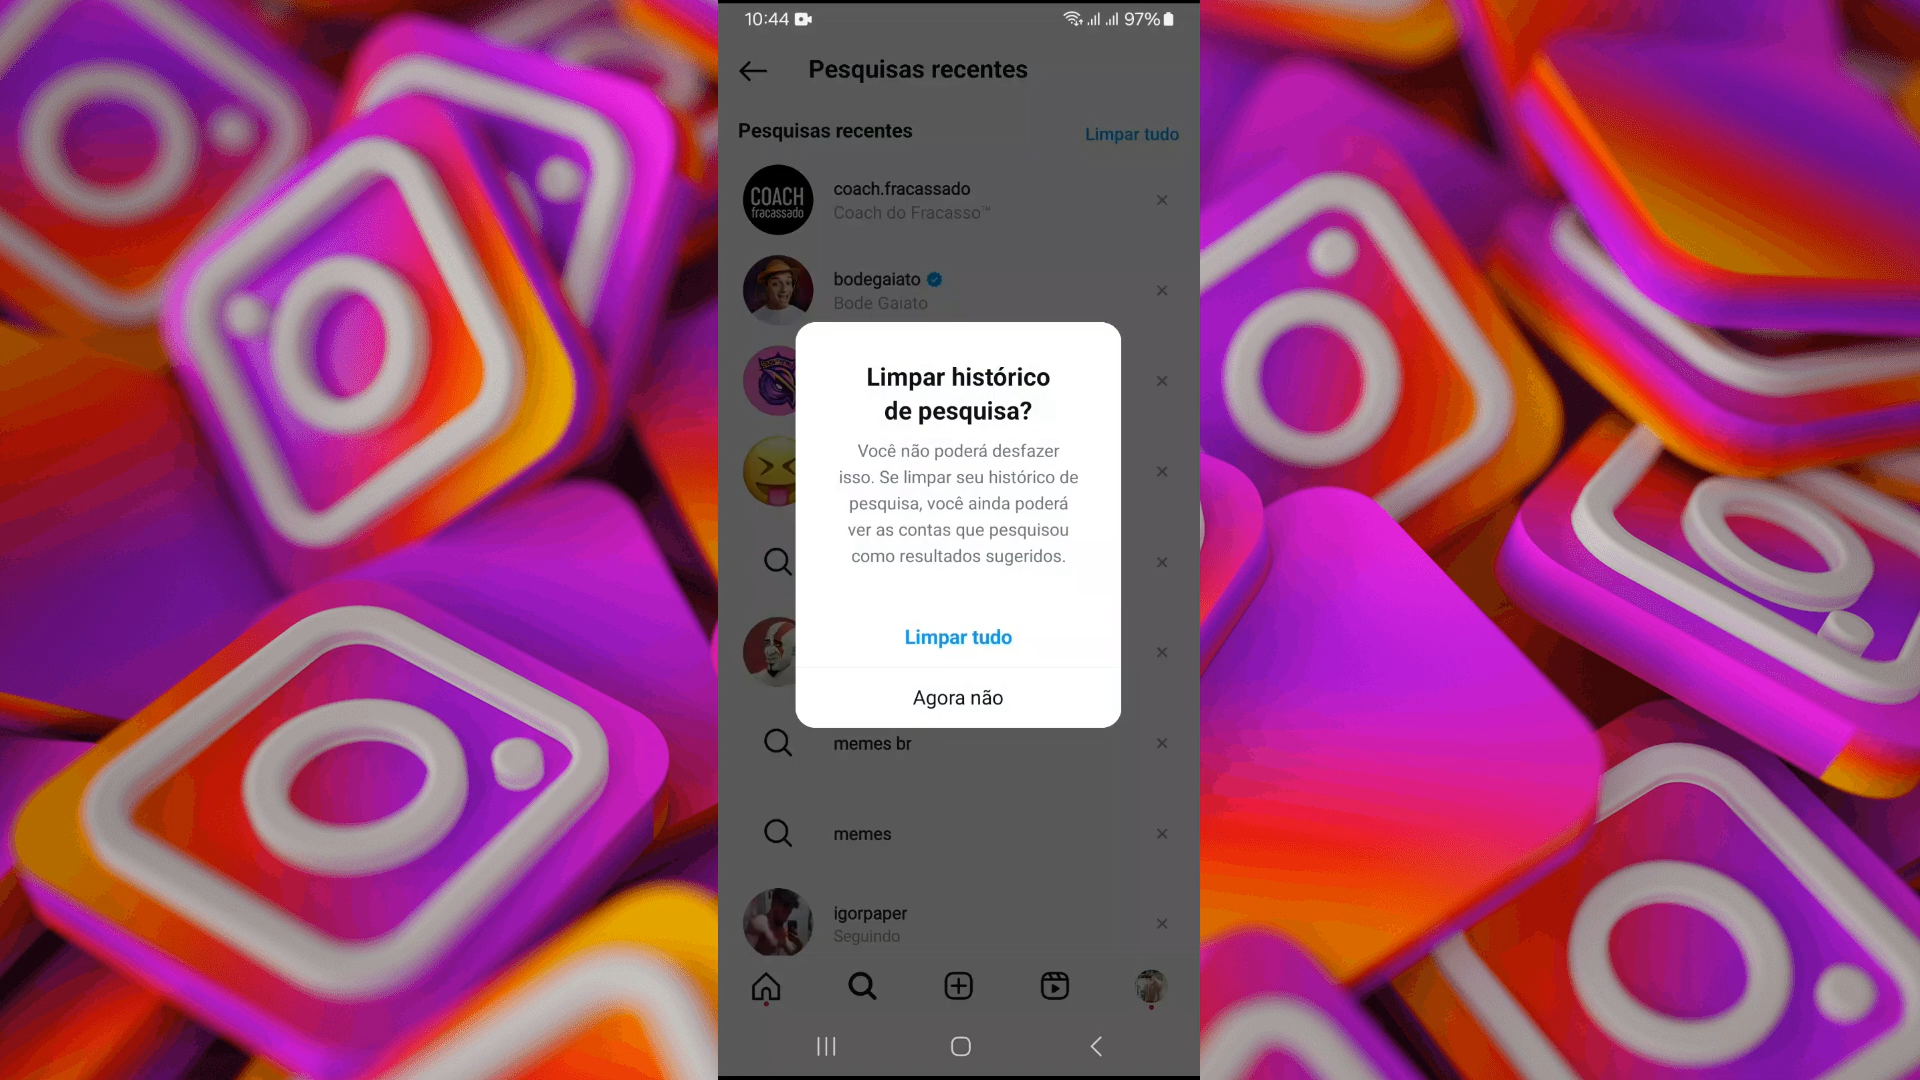 10:44
97%
Pesquisas recentes
Pesquisas recentes
Limpar tudo
COACH
fracassado
coach.fracassado
Coach do Fracasso™
bodegaiato
Bode Gaiato
Limpar histórico
de pesquisa?
Você não poderá desfazer
isso. Se limpar seu histórico de
pesquisa, você ainda poderá
ver as contas que pesquisou
como resultados sugeridos.
Limpar tudo
Agora não
memes br
memes
igorpaper
Seguindo